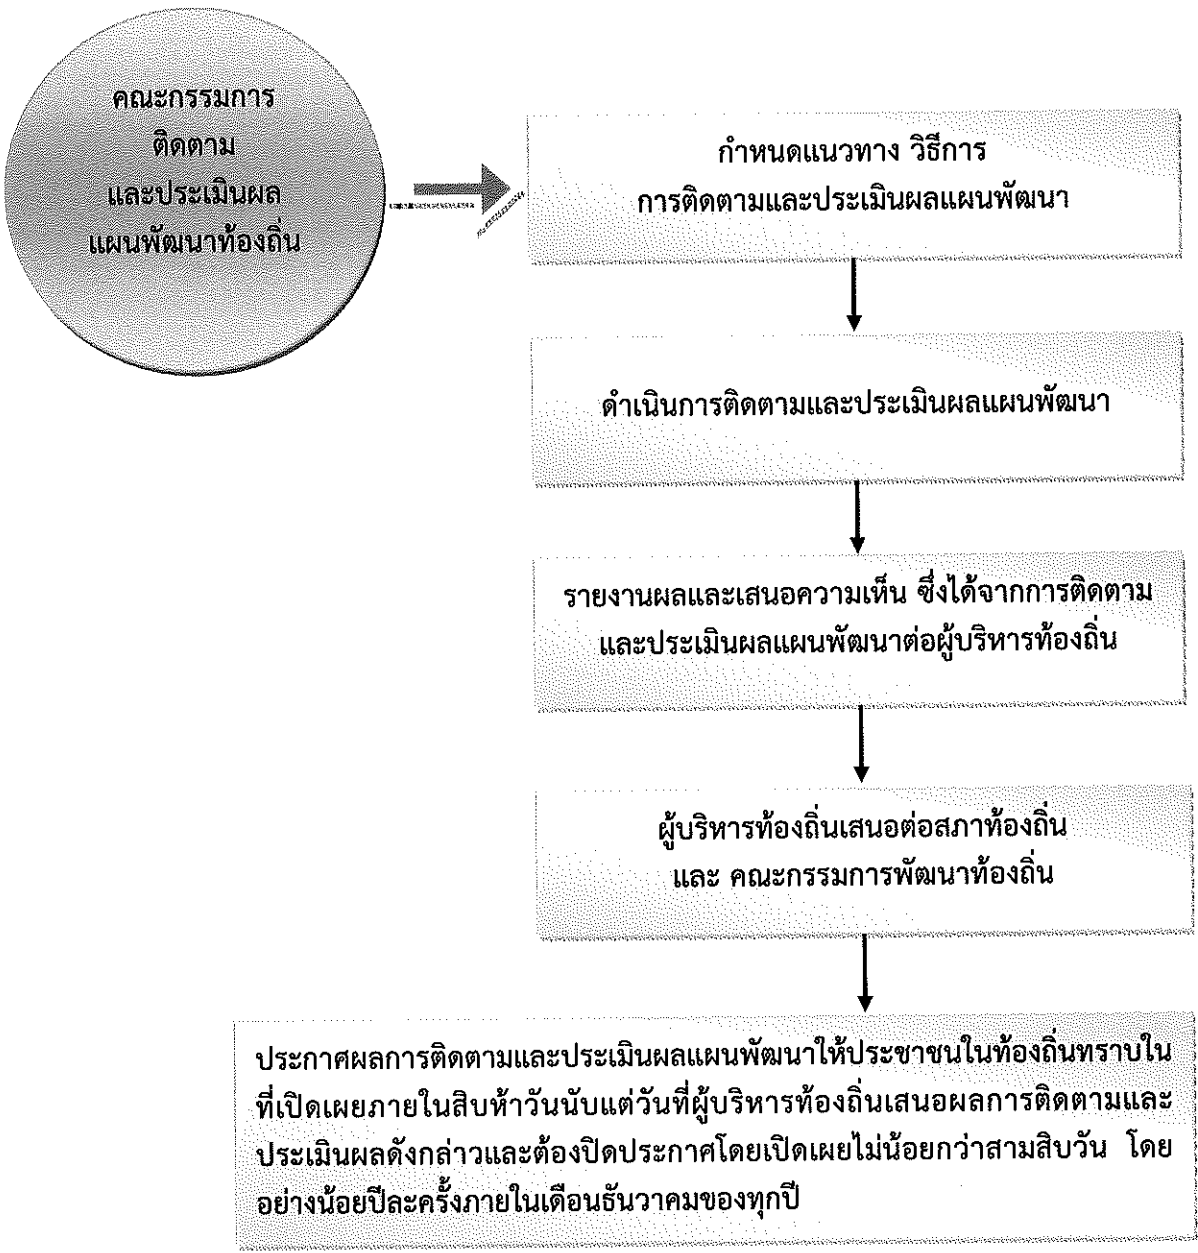 คณะกรรมการ
ติดตาม
และประเมินผล
แผนพัฒนาท้องถิ่น
กำหนดแนวทาง วิธีการ
การติดตามและประเมินผลแผนพัฒนา
ดำเนินการติดตามและประเมินผลแผนพัฒนา
รายงานผลและเสนอความเห็น ซึ่งได้จากการติดตาม
และประเมินผลแผนพัฒนาต่อผู้บริหารท้องถิ่น
ผู้บริหารท้องถิ่นเสนอต่อสภาท้องถิ่น
และ คณะกรรมการพัฒนาท้องถิ่น
ประกาศผลการติดตามและประเมินผลแผนพัฒนาให้ประชาชนในท้องถิ่นทราบใน
ที่เปิดเผยภายในสิบห้าวันนับแต่วันที่ผู้บริหารท้องถิ่นเสนอผลการติดตามและ
ประเมินผลดังกล่าวและต้องปิดประกาศโดยเปิดเผยไม่น้อยกว่าสามสิบวัน โดย
อย่างน้อยปีละครั้งภายในเดือนธันวาคมของทุกปี